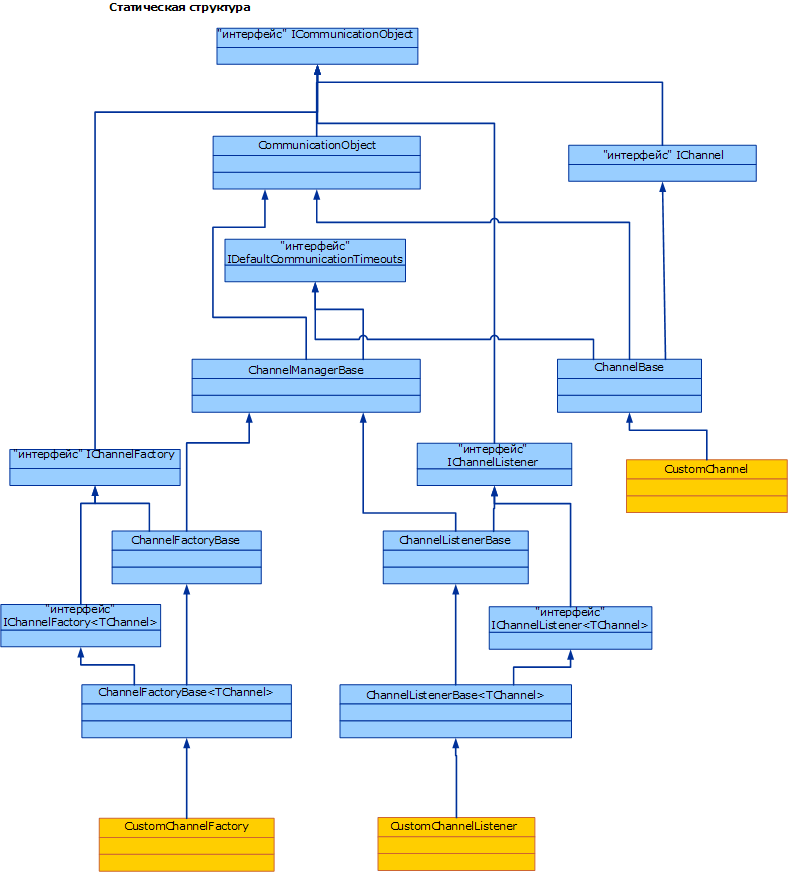 Статическая структура
"интерфейс" ICommunicationObject
CommunicationObject
"интерфейс" IChannel
"интерфейс"
IDefaultCommunicationTimeouts
ChannelManagerBase
ChannelBase
"интерфейс" IChannelFactory
"интерфейс"
IChannelListener
CustomChannel
ChannelFactoryBase
ChannelListenerBase
"интерфейс"
IChannelFactory<TChannel>
"интерфейс"
IChannelListener<TChannel>
ChannelFactoryBase<TChannel>
ChannelListenerBase<TChannel>
CustomChannelFactory
CustomChannelListener